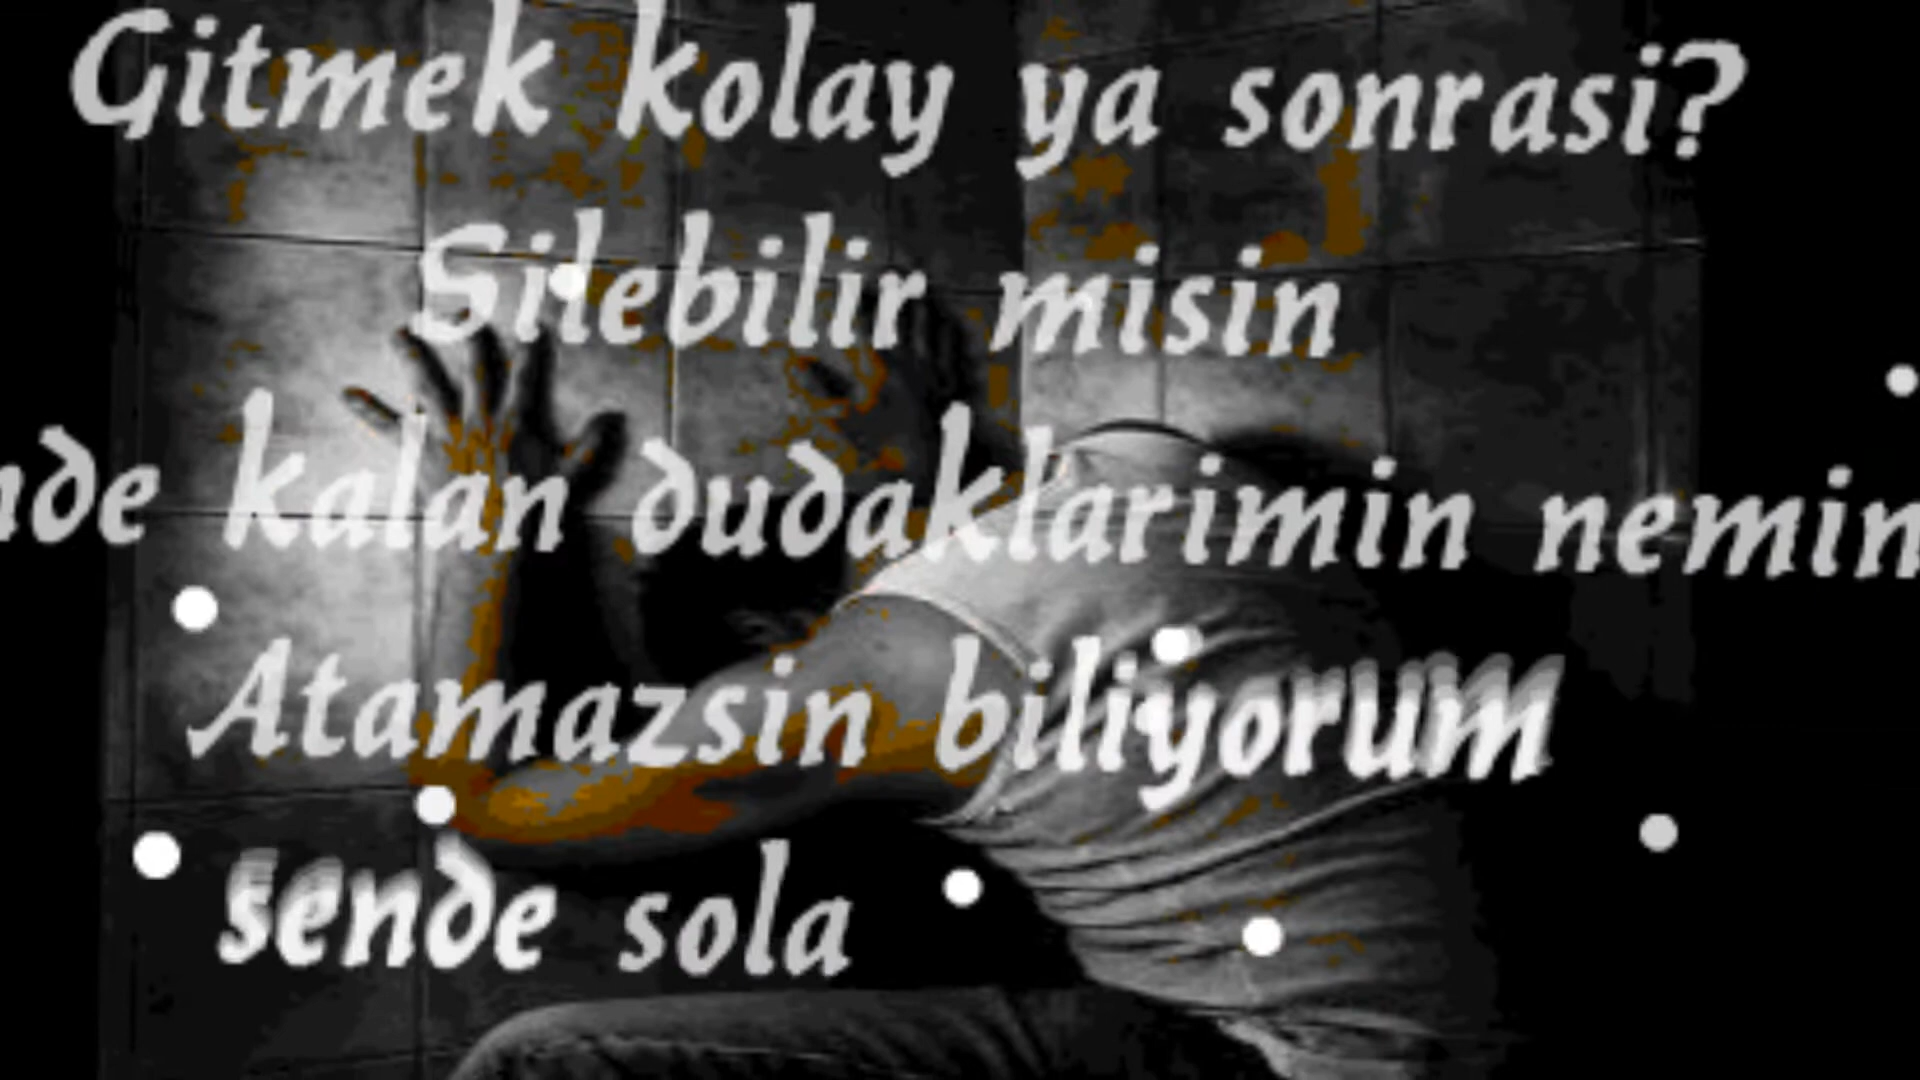 Gitmek kolay ya sonrasi?
Silebilir misin
kalan dudaklarimin nemin
Atamazsin biliyorum
sende sola